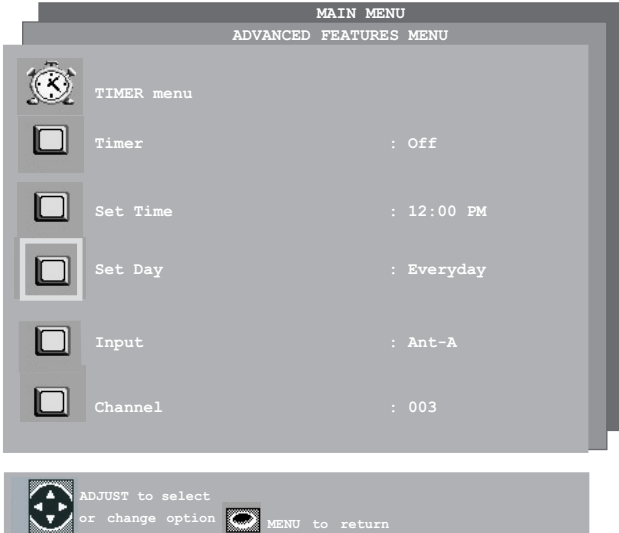 MAIN MENU
ADVANCED FEATURES MENU
TIMER menu
Timer : Off
Set Time : 12:00 PM
Set Day : Everyday
Input : Ant-A
Channel : 003
ADJUST to select
or change option MENU to return